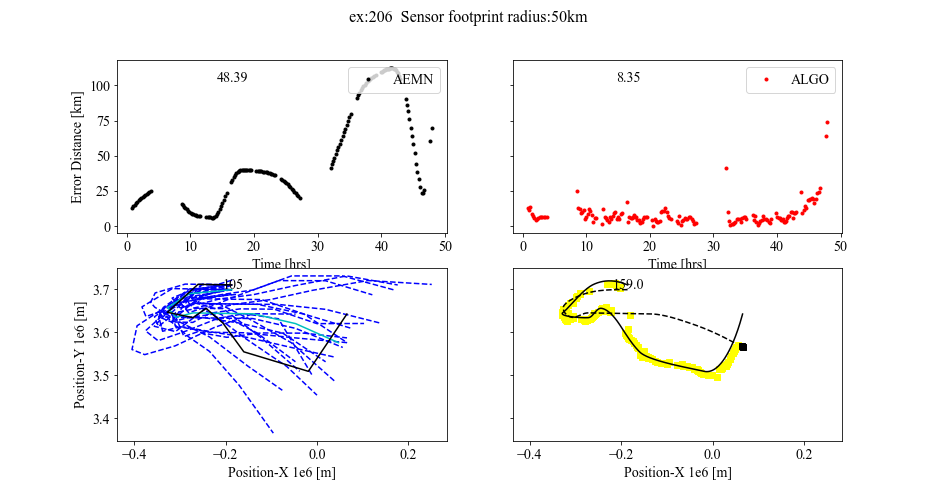 ex:206 Sensor footprint radius:50km
48.39
AEMN
8.35
ALGO
Error Distance [km]
100
75
50
25
0
0 10 20 30 40 50
0 10 20 30 40 50
Time [hrs]
Time [hrs]
105
159.0
Position-Y 1e6 [m]
3.7
3.6
3.5
3.4
−0.4 −0.2 0.0 0.2
−0.4 −0.2 0.0 0.2
Position-X 1e6 [m]
Position-X 1e6 [m]